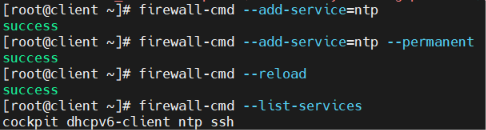 [root@client ~]# firewall-cmd --add-service=ntp
success
[root@client ~]# firewall-cmd --add-service=ntp --permanent
success
[root@client ~]# firewall-cmd --reload
success
[root@client ~]# firewall-cmd --list-services
cockpit dhcpv6-client ntp ssh